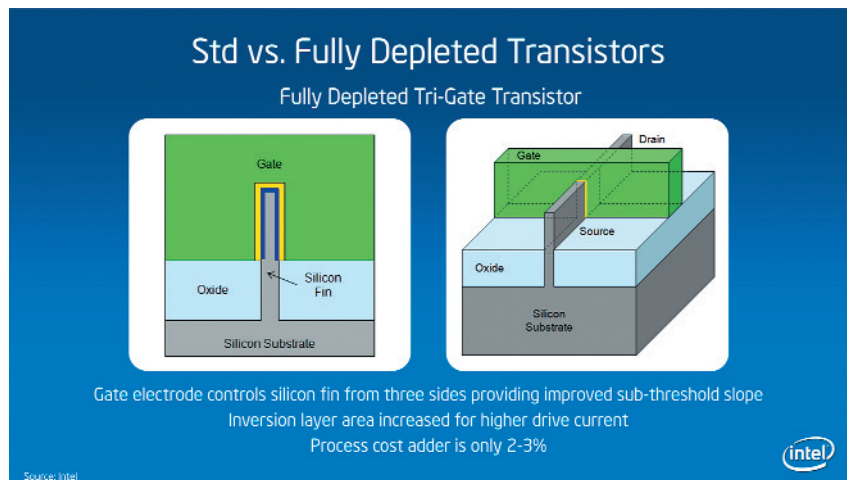 Std vs. Fully Depleted Transistors
Fully Depleted Tri-Gate Transistor
Gate
Oxide
Silicon
Fin
Silicon Substrate
Drain
Gate
Source
Oxide
Silicon
Substrate
Gate electrode controls silicon fin from three sides providing improved sub-threshold slope
Inversion layer area increased for higher drive current
Process cost adder is only 2-3%
intel
Source: Intel